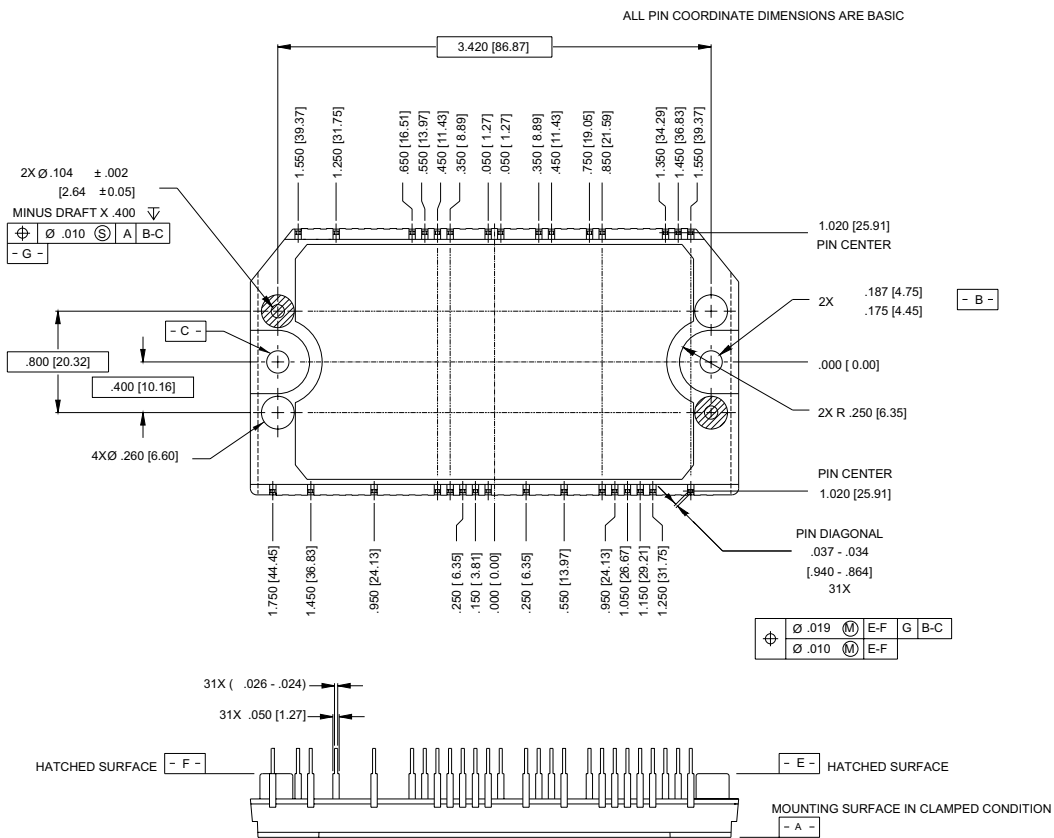 ALL PIN COORDINATE DIMENSIONS ARE BASIC
3.420 [86.87]
1.550 [39.37]
1.250 [31.75]
.650 [16.51]
.550 [13.97]
.450 [11.43]
.350 [ 8.89]
.050 [ 1.27]
.050 [ 1.27]
.350 [ 8.89]
.450 [11.43]
.750 [19.05]
.850 [21.59]
1.350 [34.29]
1.450 [36.83]
1.550 [39.37]
2X Ø .104 ± .002
[2.64 ±0.05]
MINUS DRAFT X .400
Ø .010 Ⓢ A B-C
- G -
1.020 [25.91]
PIN CENTER
2X .187 [4.75]
.175 [4.45]
- B -
- C -
.800 [20.32]
.400 [10.16]
.000 [ 0.00]
2X R .250 [6.35]
4XØ .260 [6.60]
PIN CENTER
1.020 [25.91]
1.750 [44.45]
1.450 [36.83]
.950 [24.13]
.250 [ 6.35]
.150 [ 3.81]
.000 [ 0.00]
.250 [ 6.35]
.550 [13.97]
.950 [24.13]
1.050 [26.67]
1.150 [29.21]
1.250 [31.75]
PIN DIAGONAL
.037 - .034
[.940 - .864]
31X
Ø .019 Ⓜ E-F G B-C
Ø .010 Ⓜ E-F
31X ( .026 - .024)
31X .050 [1.27]
HATCHED SURFACE - F -
- E - HATCHED SURFACE
MOUNTING SURFACE IN CLAMPED CONDITION
- A -